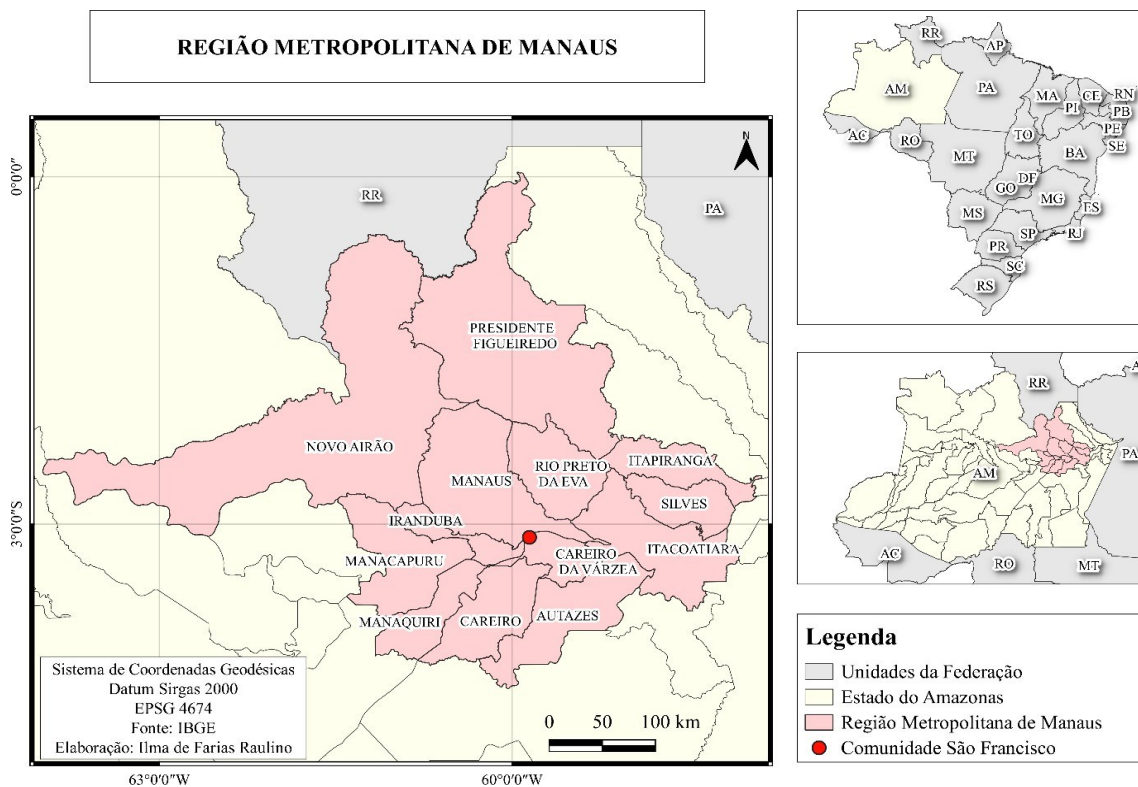 REGIÃO METROPOLITANA DE MANAUS
N
0°0'0"
3°0'0"S
63°0'0"W
60°0'0"W
RR
PA
PRESIDENTE
FIGUEIREDO
NOVO AIRÃO
MANAUS
RIO PRETO
DA EVA
ITAPIRANGA
SILVES
IRANDUBA
ITACOATIARA
MANACAPURU
CAREIRO
DA VÁRZEA
MANAQUIRI
CAREIRO
AUTAZES
Sistema de Coordenadas Geodésicas
Datum Sirgas 2000
EPSG 4674
Fonte: IBGE
Elaboração: Ilma de Farias Raulino
0 50 100 km
RR
AP
AM
PA
MA
CE
RN
PI
PB
PE
AC
RO
TO
SE
MT
BA
DF
GO
MG
ES
MS
SP
RJ
PR
SC
RS
RR
A
AM
PA
AC
RO
MT
Legenda
Unidades da Federação
Estado do Amazonas
Região Metropolitana de Manaus
Comunidade São Francisco